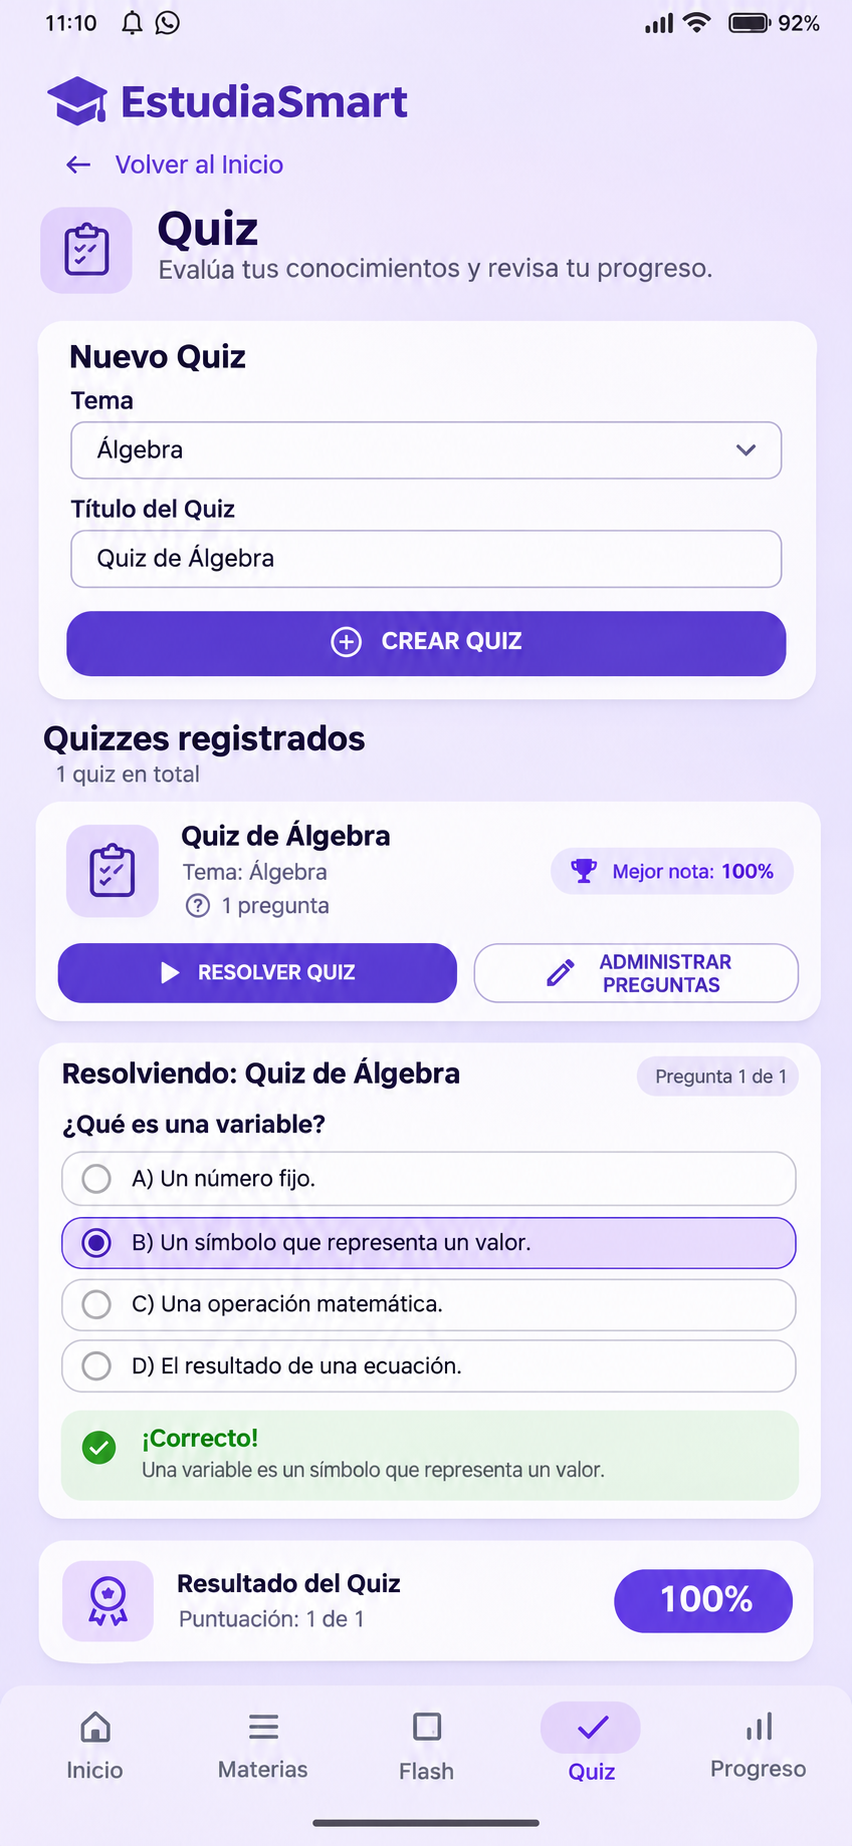 11:10
92%
EstudiaSmart
← Volver al Inicio
Quiz
Evalúa tus conocimientos y revisa tu progreso.
Nuevo Quiz
Tema
Álgebra
Título del Quiz
Quiz de Álgebra
CREAR QUIZ
Quizzes registrados
1 quiz en total
Quiz de Álgebra
Tema: Álgebra
1 pregunta
Mejor nota: 100%
RESOLVER QUIZ
ADMINISTRAR
PREGUNTAS
Resolviendo: Quiz de Álgebra
Pregunta 1 de 1
¿Qué es una variable?
A) Un número fijo.
B) Un símbolo que representa un valor.
C) Una operación matemática.
D) El resultado de una ecuación.
¡Correcto!
Una variable es un símbolo que representa un valor.
Resultado del Quiz
Puntuación: 1 de 1
100%
Inicio
Materias
Flash
Quiz
Progreso